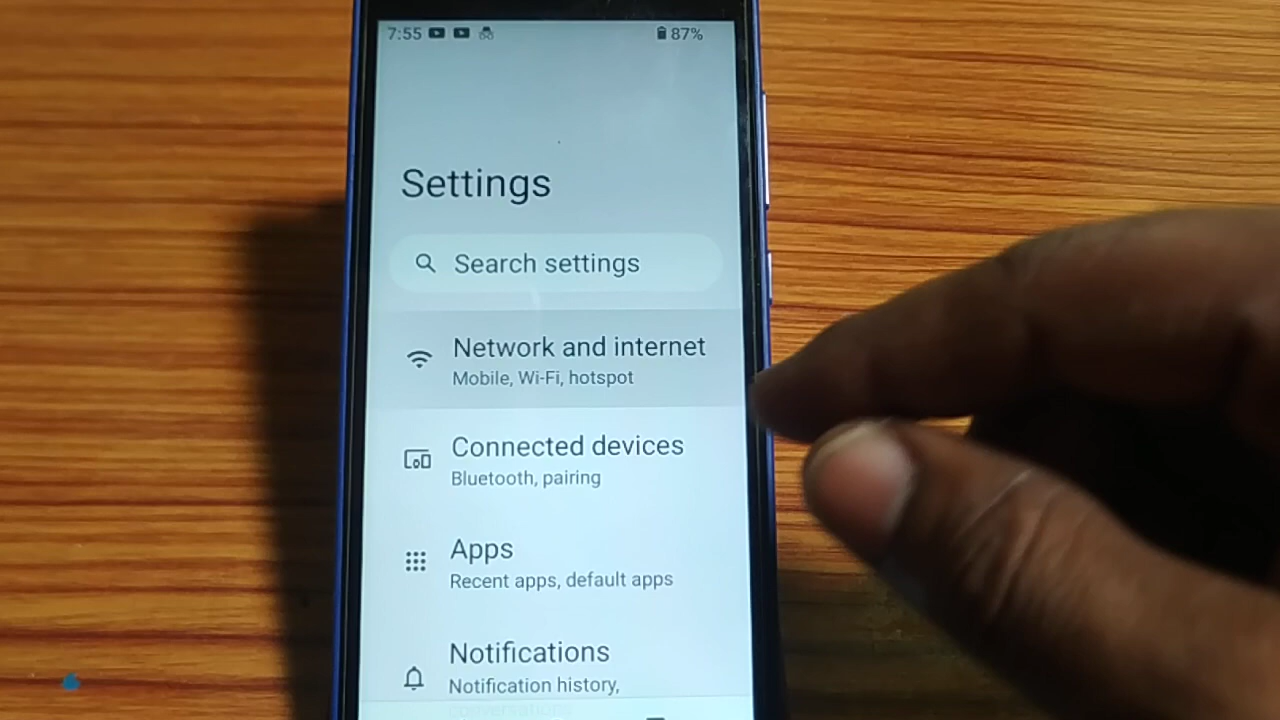 7:55 87%
Settings
Search settings
Network and internet
Mobile, Wi-Fi, hotspot
Connected devices
Bluetooth, pairing
Apps
Recent apps, default apps
Notifications
Notification history,
conversations